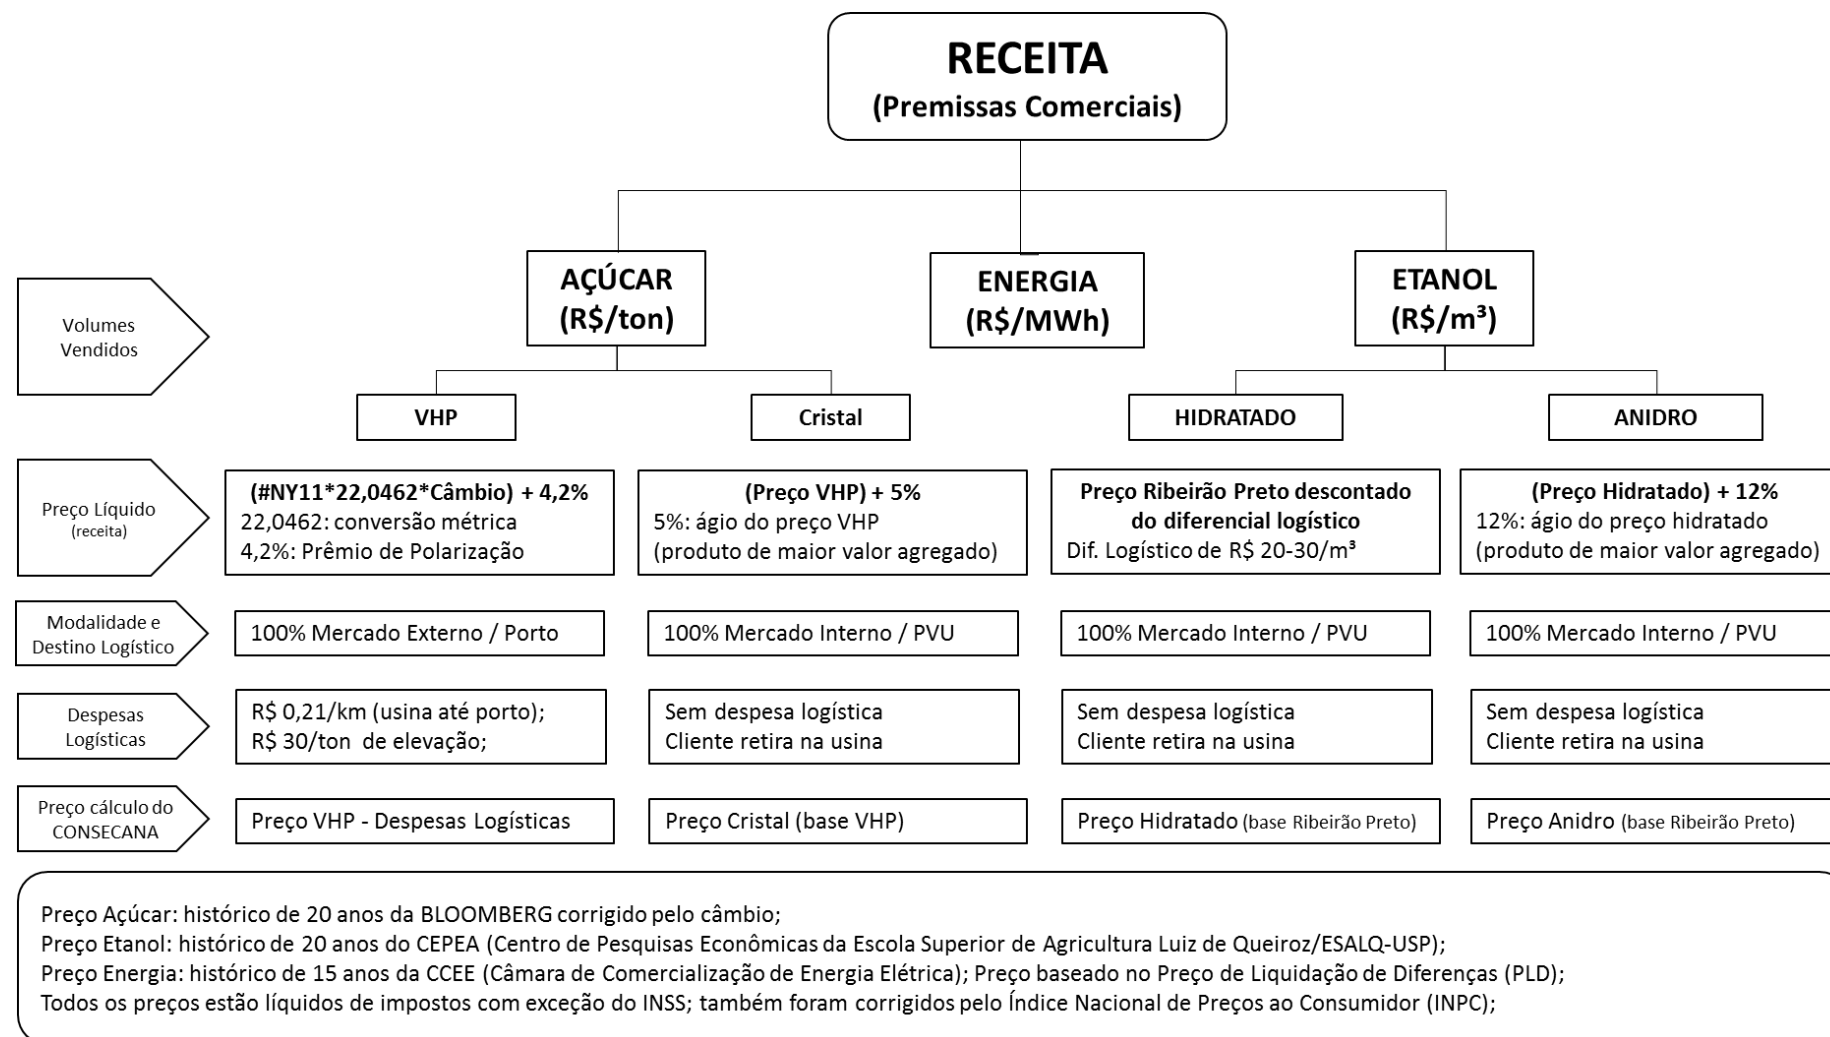 RECEITA
(Premissas Comerciais)
AÇÚCAR
(R$/ton)
ENERGIA
(R$/MWh)
ETANOL
(R$/m³)
Volumes
Vendidos
VHP
Cristal
HIDRATADO
ANIDRO
Preço Líquido
(receita)
(#NY11*22,0462*Câmbio) + 4,2%
22,0462: conversão métrica
4,2%: Prêmio de Polarização
(Preço VHP) + 5%
5%: ágio do preço VHP
(produto de maior valor agregado)
Preço Ribeirão Preto descontado
do diferencial logístico
Dif. Logístico de R$ 20-30/m³
(Preço Hidratado) + 12%
12%: ágio do preço hidratado
(produto de maior valor agregado)
Modalidade e
Destino Logístico
100% Mercado Externo / Porto
100% Mercado Interno / PVU
100% Mercado Interno / PVU
100% Mercado Interno / PVU
Despesas
Logísticas
R$ 0,21/km (usina até porto);
R$ 30/ton de elevação;
Sem despesa logística
Cliente retira na usina
Sem despesa logística
Cliente retira na usina
Sem despesa logística
Cliente retira na usina
Preço cálculo do
CONSECANA
Preço VHP - Despesas Logísticas
Preço Cristal (base VHP)
Preço Hidratado (base Ribeirão Preto)
Preço Anidro (base Ribeirão Preto)
Preço Açúcar: histórico de 20 anos da BLOOMBERG corrigido pelo câmbio;
Preço Etanol: histórico de 20 anos do CEPEA (Centro de Pesquisas Econômicas da Escola Superior de Agricultura Luiz de Queiroz/ESALQ-USP);
Preço Energia: histórico de 15 anos da CCEE (Câmara de Comercialização de Energia Elétrica); Preço baseado no Preço de Liquidação de Diferenças (PLD);
Todos os preços estão líquidos de impostos com exceção do INSS; também foram corrigidos pelo Índice Nacional de Preços ao Consumidor (INPC);